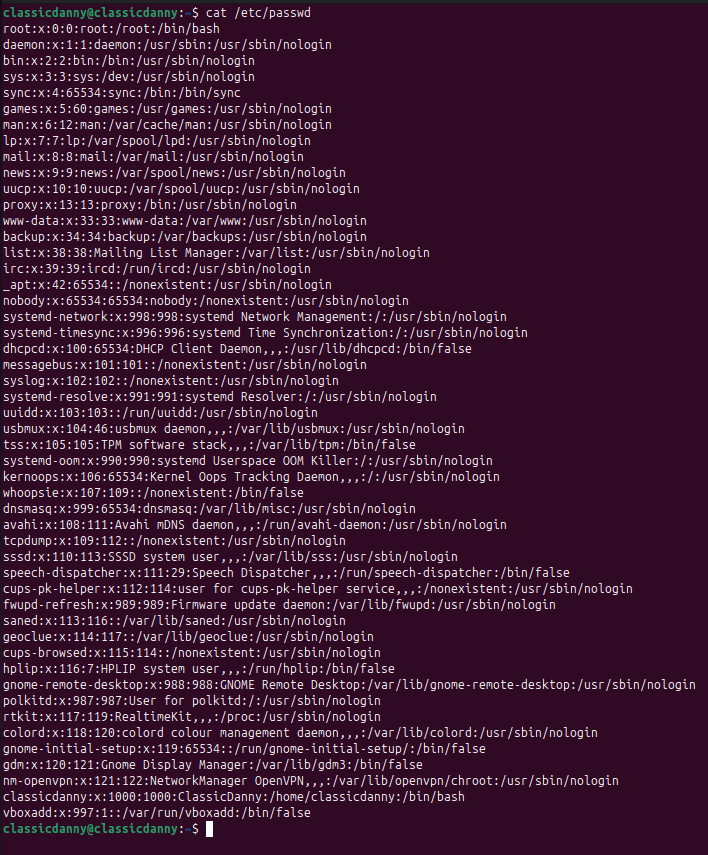 classicdanny@classicdanny:~$ cat /etc/passwd
root:x:0:0:root:/root:/bin/bash
daemon:x:1:1:daemon:/usr/sbin:/usr/sbin/nologin
bin:x:2:2:bin:/bin:/usr/sbin/nologin
sys:x:3:3:sys:/dev:/usr/sbin/nologin
sync:x:4:65534:sync:/bin:/bin/sync
games:x:5:60:games:/usr/games:/usr/sbin/nologin
man:x:6:12:man:/var/cache/man:/usr/sbin/nologin
lp:x:7:7:lp:/var/spool/lpd:/usr/sbin/nologin
mail:x:8:8:mail:/var/mail:/usr/sbin/nologin
news:x:9:9:news:/var/spool/news:/usr/sbin/nologin
uucp:x:10:10:uucp:/var/spool/uucp:/usr/sbin/nologin
proxy:x:13:13:proxy:/bin:/usr/sbin/nologin
www-data:x:33:33:www-data:/var/www:/usr/sbin/nologin
backup:x:34:34:backup:/var/backups:/usr/sbin/nologin
list:x:38:38:Mailing List Manager:/var/list:/usr/sbin/nologin
irc:x:39:39:ircd:/run/ircd:/usr/sbin/nologin
_apt:x:42:65534::/nonexistent:/usr/sbin/nologin
nobody:x:65534:65534:nobody:/nonexistent:/usr/sbin/nologin
systemd-network:x:998:998:systemd Network Management:/:/usr/sbin/nologin
systemd-timesync:x:996:996:systemd Time Synchronization:/:/usr/sbin/nologin
dhcpcd:x:100:65534:DHCP Client Daemon,,,:/usr/lib/dhcpcd:/bin/false
messagebus:x:101:101::/nonexistent:/usr/sbin/nologin
syslog:x:102:102::/nonexistent:/usr/sbin/nologin
systemd-resolve:x:991:991:systemd Resolver:/:/usr/sbin/nologin
uuidd:x:103:103::/run/uuidd:/usr/sbin/nologin
usbmux:x:104:46:usbmux daemon,,,:/var/lib/usbmux:/usr/sbin/nologin
tss:x:105:105:TPM software stack,,,:/var/lib/tpm:/bin/false
systemd-oom:x:990:990:systemd Userspace OOM Killer:/:/usr/sbin/nologin
kernoops:x:106:65534:Kernel Oops Tracking Daemon,,,:/:/usr/sbin/nologin
whoopsie:x:107:109::/nonexistent:/bin/false
dnsmasq:x:999:65534:dnsmasq:/var/lib/misc:/usr/sbin/nologin
avahi:x:108:111:Avahi mDNS daemon,,,:/run/avahi-daemon:/usr/sbin/nologin
tcpdump:x:109:112::/nonexistent:/usr/sbin/nologin
sssd:x:110:113:SSSD system user,,,:/var/lib/sss:/usr/sbin/nologin
speech-dispatcher:x:111:29:Speech Dispatcher,,,:/run/speech-dispatcher:/bin/false
cups-pk-helper:x:112:114:user for cups-pk-helper service,,,:/nonexistent:/usr/sbin/nologin
fwupd-refresh:x:989:989:Firmware update daemon:/var/lib/fwupd:/usr/sbin/nologin
saned:x:113:116::/var/lib/saned:/usr/sbin/nologin
geoclue:x:114:117::/var/lib/geoclue:/usr/sbin/nologin
cups-browsed:x:115:114::/nonexistent:/usr/sbin/nologin
hplip:x:116:7:HPLIP system user,,,:/run/hplip:/bin/false
gnome-remote-desktop:x:988:988:GNOME Remote Desktop:/var/lib/gnome-remote-desktop:/usr/sbin/nologin
polkitd:x:987:987:User for polkitd:/:/usr/sbin/nologin
rtkit:x:117:119:RealtimeKit,,,:/proc:/usr/sbin/nologin
colord:x:118:120:colord colour management daemon,,,:/var/lib/colord:/usr/sbin/nologin
gnome-initial-setup:x:119:65534::/run/gnome-initial-setup/:/bin/false
gdm:x:120:121:Gnome Display Manager:/var/lib/gdm3:/bin/false
nm-openvpn:x:121:122:NetworkManager OpenVPN,,,:/var/lib/openvpn/chroot:/usr/sbin/nologin
classicdanny:x:1000:1000:ClassicDanny:/home/classicdanny:/bin/bash
vboxadd:x:997:1::/var/run/vboxadd:/bin/false
classicdanny@classicdanny:~$